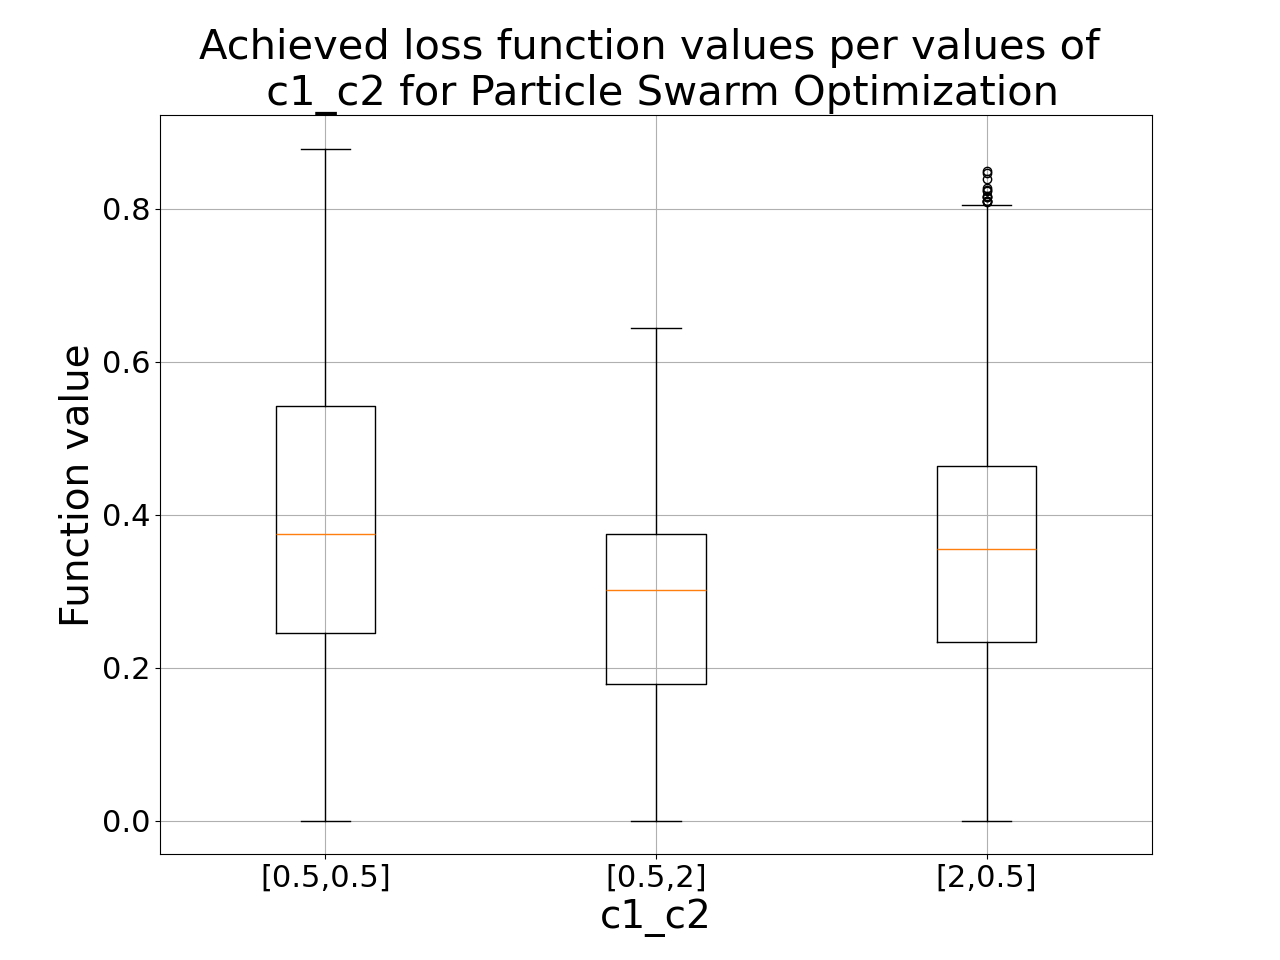 Achieved loss function values per values of
c1_c2 for Particle Swarm Optimization
Function value
0.8
0.6
0.4
0.2
0.0
[0.5,0.5]
[0.5,2]
[2,0.5]
c1_c2